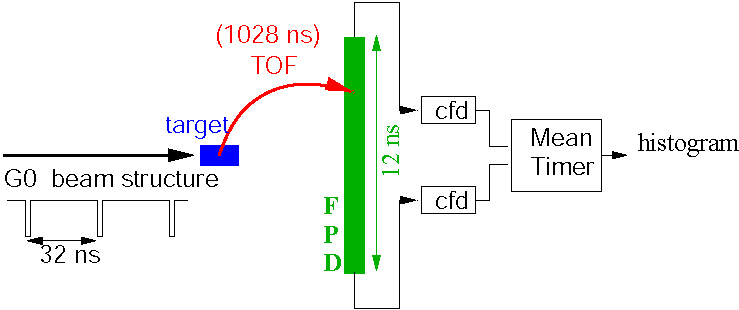 (1028 ns)
TOF
target
G0 beam structure
32 ns
F
P
D
12 ns
cfd
cfd
Mean
Timer
histogram